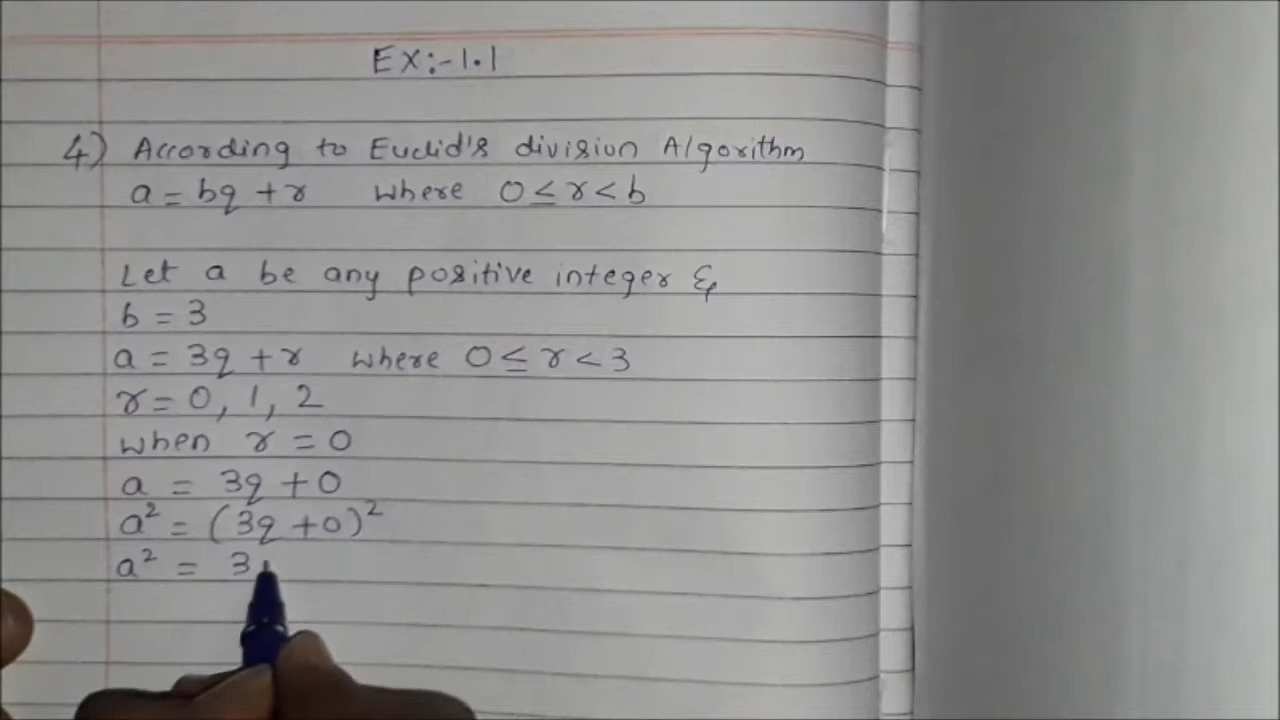 EX:-1.1
4) According to Euclid's division Algorithm
a = bq + r where 0 ≤ r < b
Let a be any positive integer &
b = 3
a = 3q + r where 0 ≤ r < 3
r = 0, 1, 2
when r = 0
a = 3q + 0
a² = (3q + 0)²
a² = 3